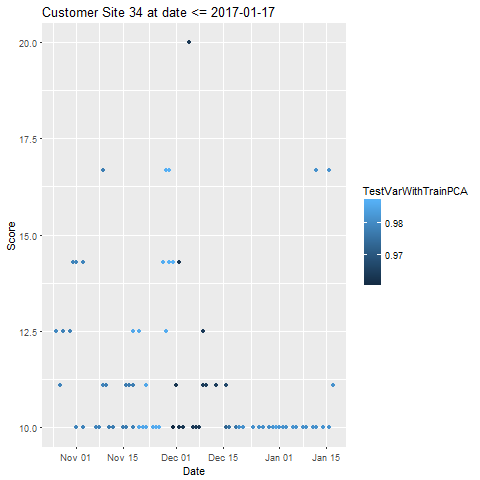 Customer Site 34 at date <= 2017-01-17
20.0
17.5
15.0
12.5
10.0
Score
Nov 01 Nov 15 Dec 01 Dec 15 Jan 01 Jan 15
Date
TestVarWithTrainPCA
0.98
0.97